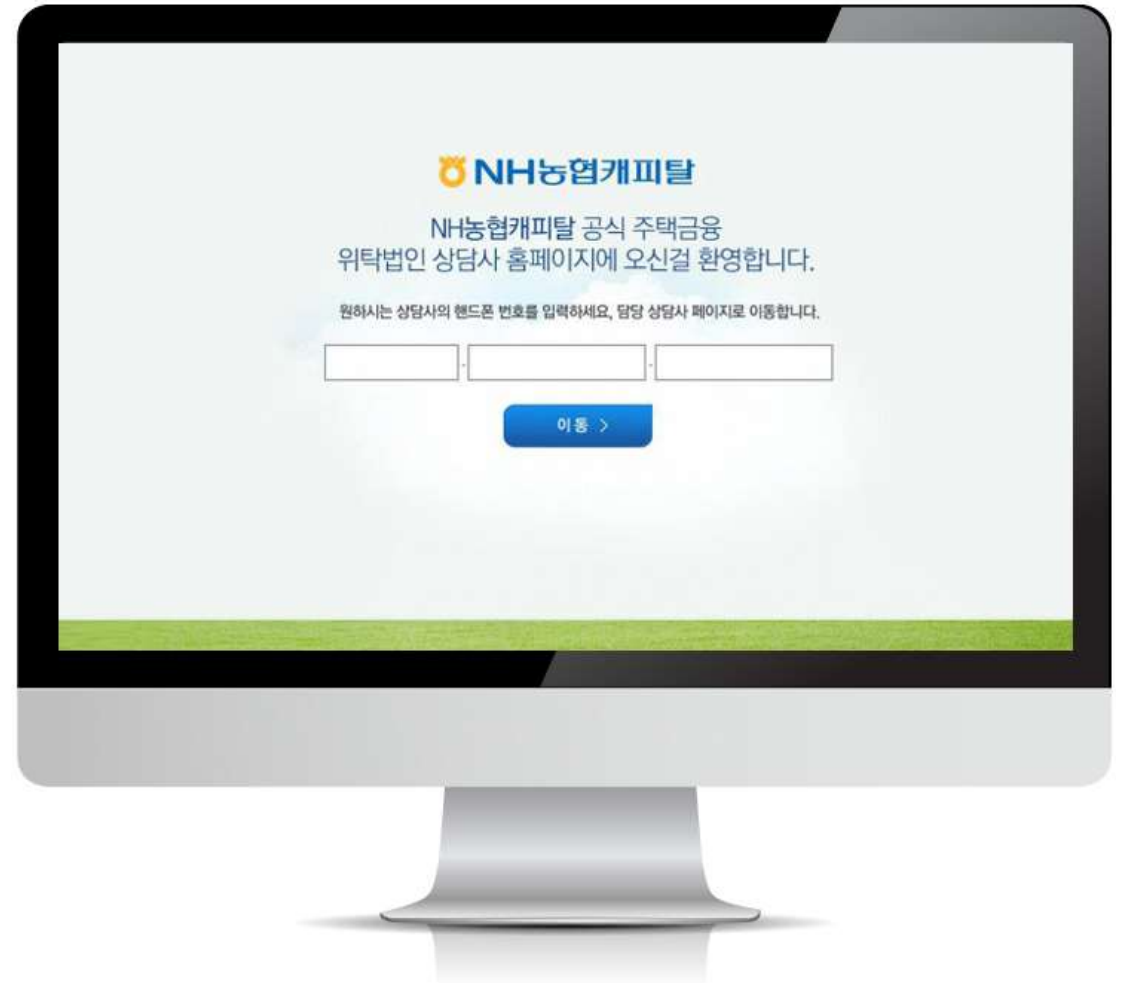 NH농협캐피탈
NH농협캐피탈 공식 주택금융
위탁법인 상담사 홈페이지에 오신걸 환영합니다.
원하시는 상담사의 핸드폰 번호를 입력하세요, 담당 상담사 페이지로 이동합니다.
- -
이동 >